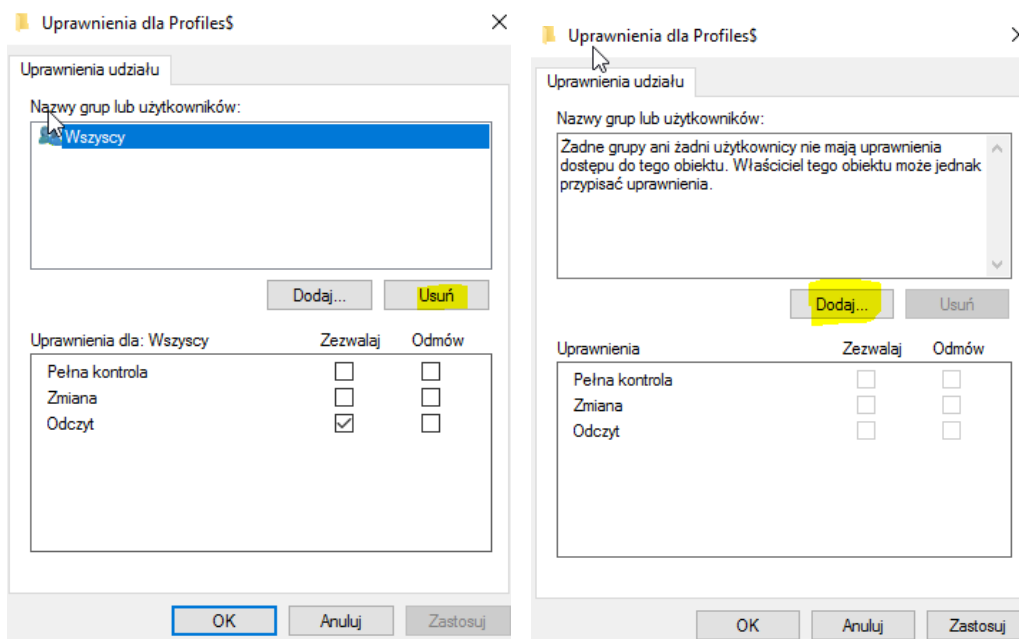 Uprawnienia dla Profiles$
Uprawnienia udziału
Nazwy grup lub użytkowników:
Wszyscy
Dodaj...
Usuń
Uprawnienia dla: Wszyscy
Zezwalaj
Odmów
Pełna kontrola
Zmiana
Odczyt
OK
Anuluj
Zastosuj
Uprawnienia dla Profiles$
Uprawnienia udziału
Nazwy grup lub użytkowników:
Żadne grupy ani żadni użytkownicy nie mają uprawnienia
dostępu do tego obiektu. Właściciel tego obiektu może jednak
przypisać uprawnienia.
Dodaj...
Usuń
Uprawnienia
Zezwalaj
Odmów
Pełna kontrola
Zmiana
Odczyt
OK
Anuluj
Zastosuj